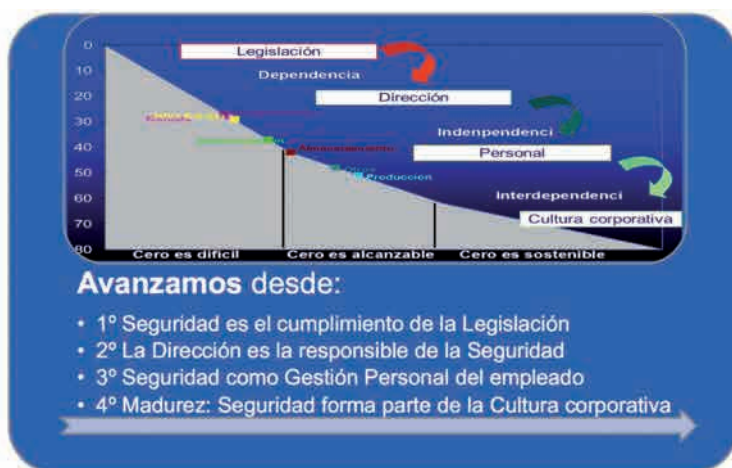 0
10
20
30
40
50
60
70
80
Legislación
Dependencia
Dirección
Indenpendenci
Personal
Interdependenci
Cultura corporativa
Almacenamiento
Producción
Cero es difícil
Cero es alcanzable
Cero es sostenible
Avanzamos desde:
• 1º Seguridad es el cumplimiento de la Legislación
• 2º La Dirección es la responsible de la Seguridad
• 3º Seguridad como Gestión Personal del empleado
• 4º Madurez: Seguridad forma parte de la Cultura corporativa